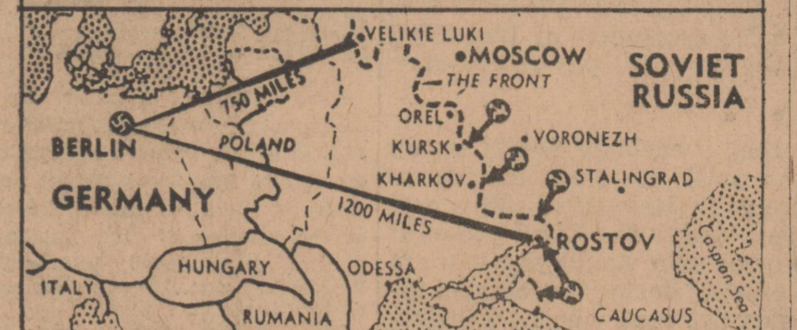 VELIKIE LUKI
MOSCOW
THE FRONT
SOVIET
RUSSIA
750 MILES
OREL
BERLIN
POLAND
KURSK
VORONEZH
KHARKOV
STALINGRAD
GERMANY
1200 MILES
ROSTOV
Caspian Sea
HUNGARY
ODESSA
ITALY
RUMANIA
CAUCASUS